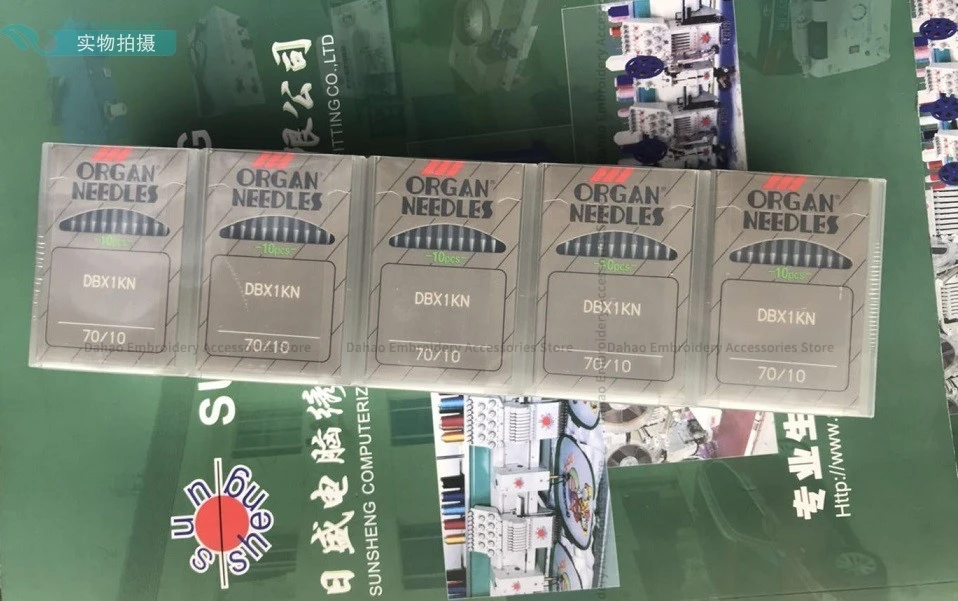 实物拍摄
ORGAN®
NEEDLES
-10pcs-
DBX1KN
70/10
ORGAN®
NEEDLES
-10pcs-
DBX1KN
70/10
ORGAN®
NEEDLES
-10pcs-
DBX1KN
70/10
ORGAN®
NEEDLES
-10pcs-
DBX1KN
70/10
ORGAN®
NEEDLES
-10pcs-
DBX1KN
70/10
Dahao Embroidery Accessories Store
Dahao Embroidery Accessories Store
©Dahao Embroidery Accessories Store
限公司
FITTING CO.,LTD
日盛电脑绣
SUNSHENG COMPUTERIZ
sunsheng
专业生
Http://www.